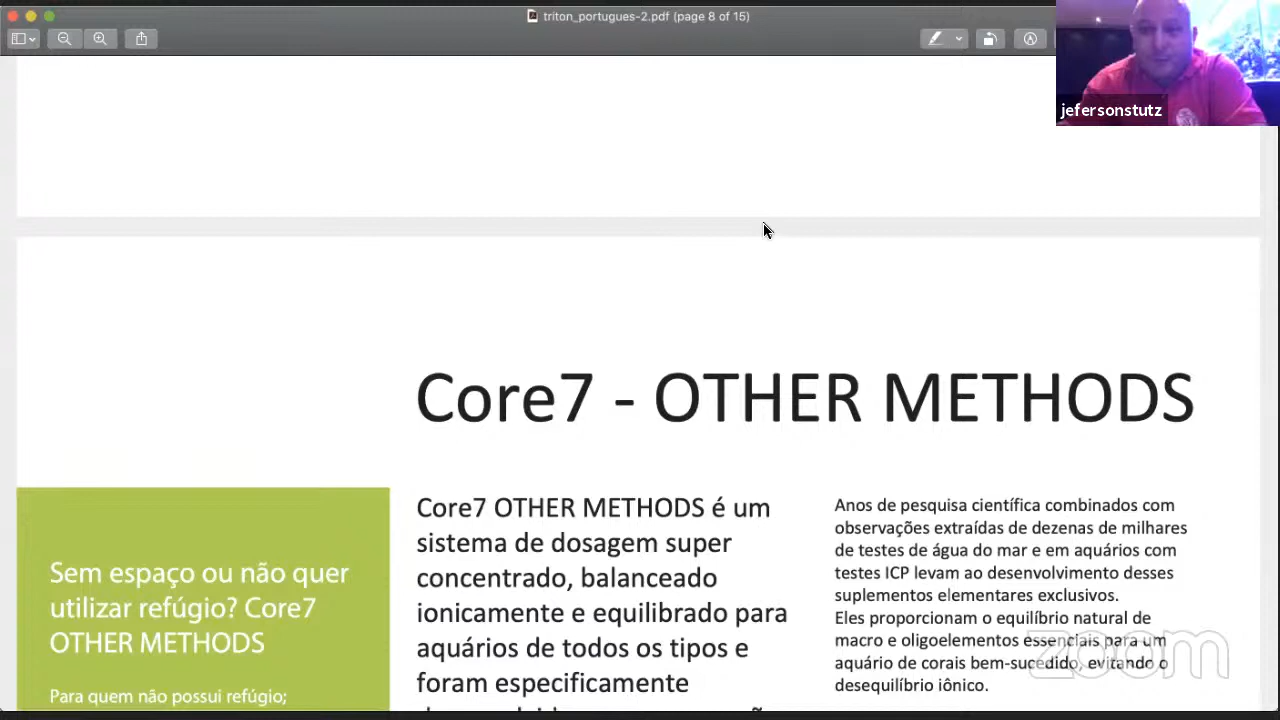 triton_portugues-2.pdf (page 8 of 15)
jefersonstutz
Core7 - OTHER METHODS
Sem espaço ou não quer
utilizar refúgio? Core7
OTHER METHODS
Para quem não possui refúgio;
Core7 OTHER METHODS é um
sistema de dosagem super
concentrado, balanceado
ionicamente e equilibrado para
aquários de todos os tipos e
foram especificamente
Anos de pesquisa científica combinados com
observações extraídas de dezenas de milhares
de testes de água do mar e em aquários com
testes ICP levam ao desenvolvimento desses
suplementos elementares exclusivos.
Eles proporcionam o equilíbrio natural de
macro e oligoelementos essenciais para um
aquário de corais bem-sucedido, evitando o
desequilíbrio iônico.
zoom